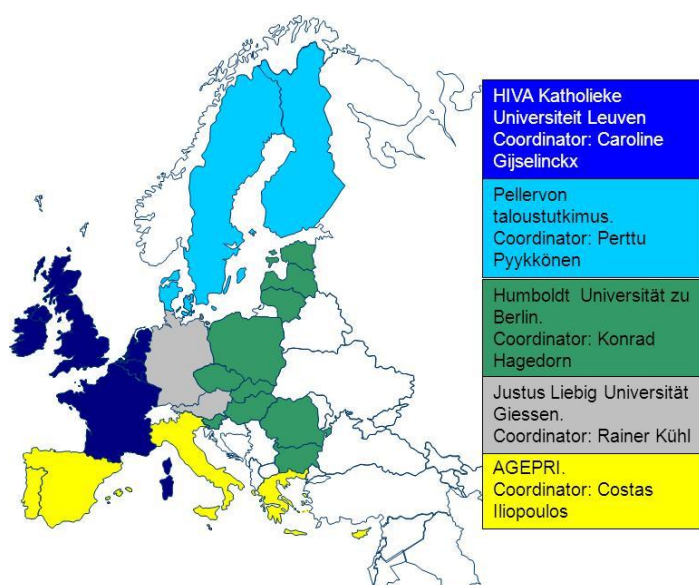 HIVA Katholieke
Universiteit Leuven
Coordinator: Caroline
Gijselinckx
Pellervon
taloustutkimus.
Coordinator: Perttu
Pyykkönen
Humboldt Universität zu
Berlin.
Coordinator: Konrad
Hagedorn
Justus Liebig Universität
Giessen.
Coordinator: Rainer Kühl
AGEPRI.
Coordinator: Costas
Iliopoulos